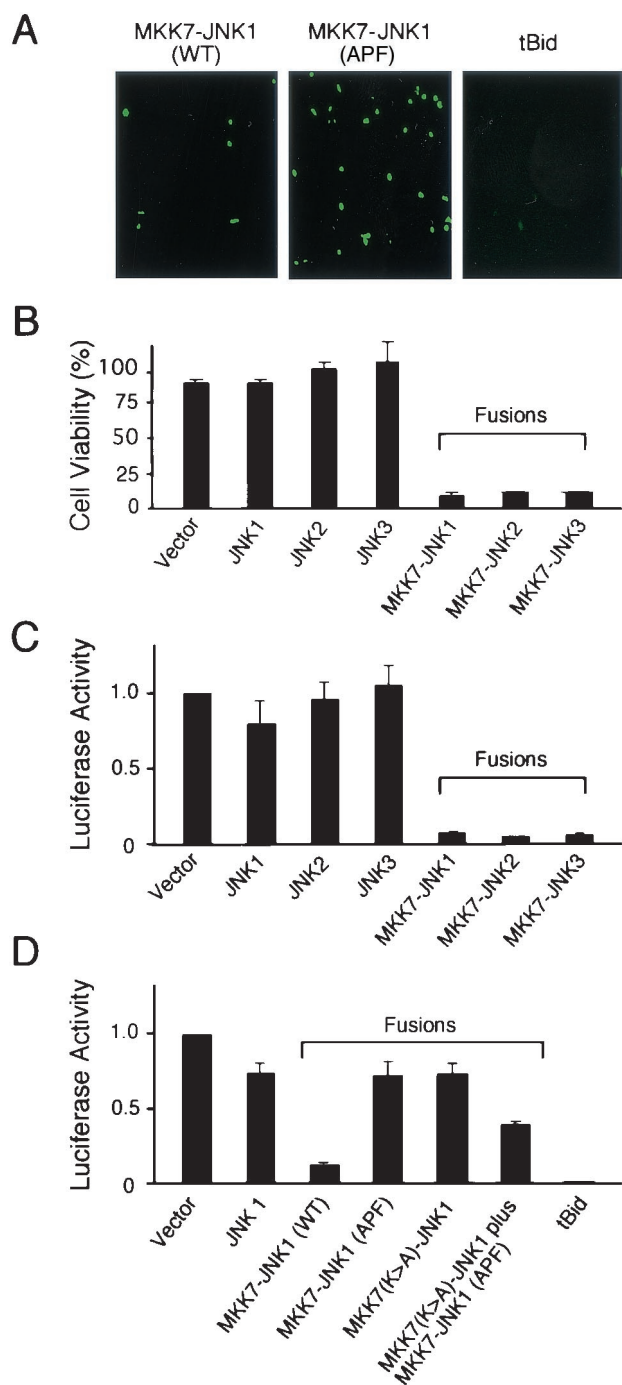 A
MKK7-JNK1
(WT)
MKK7-JNK1
(APF)
tBid
B
Cell Viability (%)
100
75
50
25
0
Fusions
Vector
JNK1
JNK2
JNK3
MKK7-JNK1
MKK7-JNK2
MKK7-JNK3
C
Luciferase Activity
1.0
0.5
0
Fusions
Vector
JNK1
JNK2
JNK3
MKK7-JNK1
MKK7-JNK2
MKK7-JNK3
D
Luciferase Activity
1.0
0.5
0
Fusions
Vector
JNK 1
MKK7-JNK1 (WT)
MKK7-JNK1 (APF)
MKK7(K>A)-JNK1
MKK7(K>A)-JNK1 plus
MKK7-JNK1 (APF)
tBid